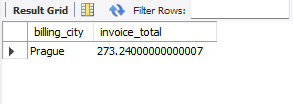 Result Grid Filter Rows:
billing_city invoice_total
Prague 273.24000000000007